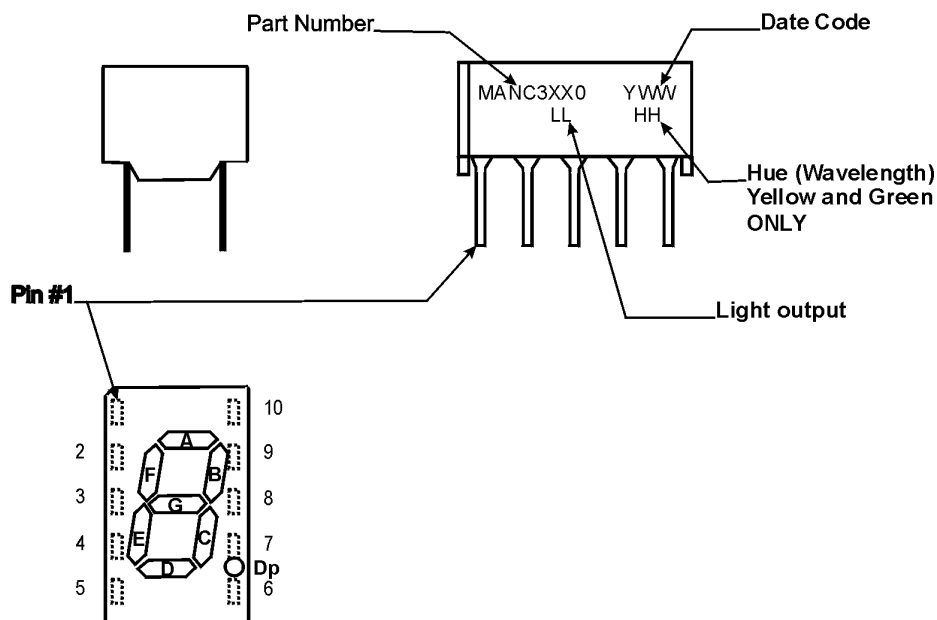 Part Number
Date Code
MANC3XX0 YWW
LL HH
Hue (Wavelength)
Yellow and Green
ONLY
Pin #1
Light output
10
A
2 9
F B
3 8
G
4 7
E C
D
Dp
5 6